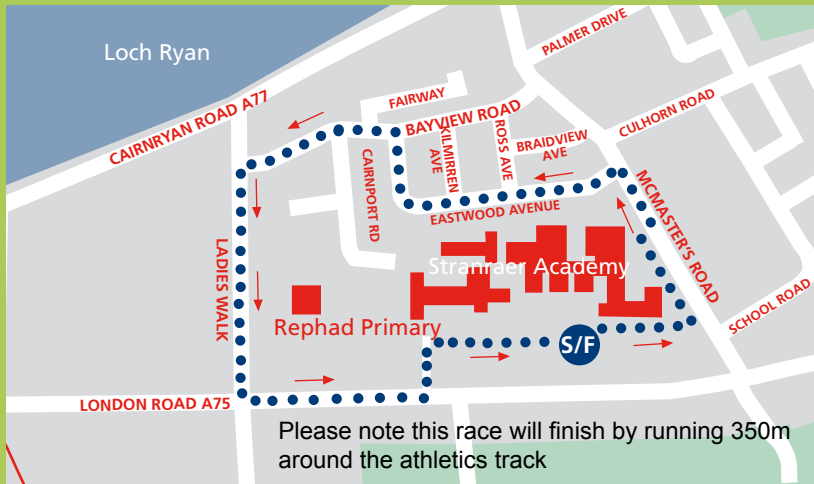 Loch Ryan
PALMER DRIVE
CAIRNRYAN ROAD A77
FAIRWAY
BAYVIEW ROAD
CULHORN ROAD
KILMIRREN
AVE
ROSS AVE
BRAIDVIEW
AVE
CAIRNPORT RD
EASTWOOD AVENUE
MCMASTER'S ROAD
LADIES WALK
Stranraer Academy
SCHOOL ROAD
Rephad Primary
S/F
LONDON ROAD A75
Please note this race will finish by running 350m
around the athletics track